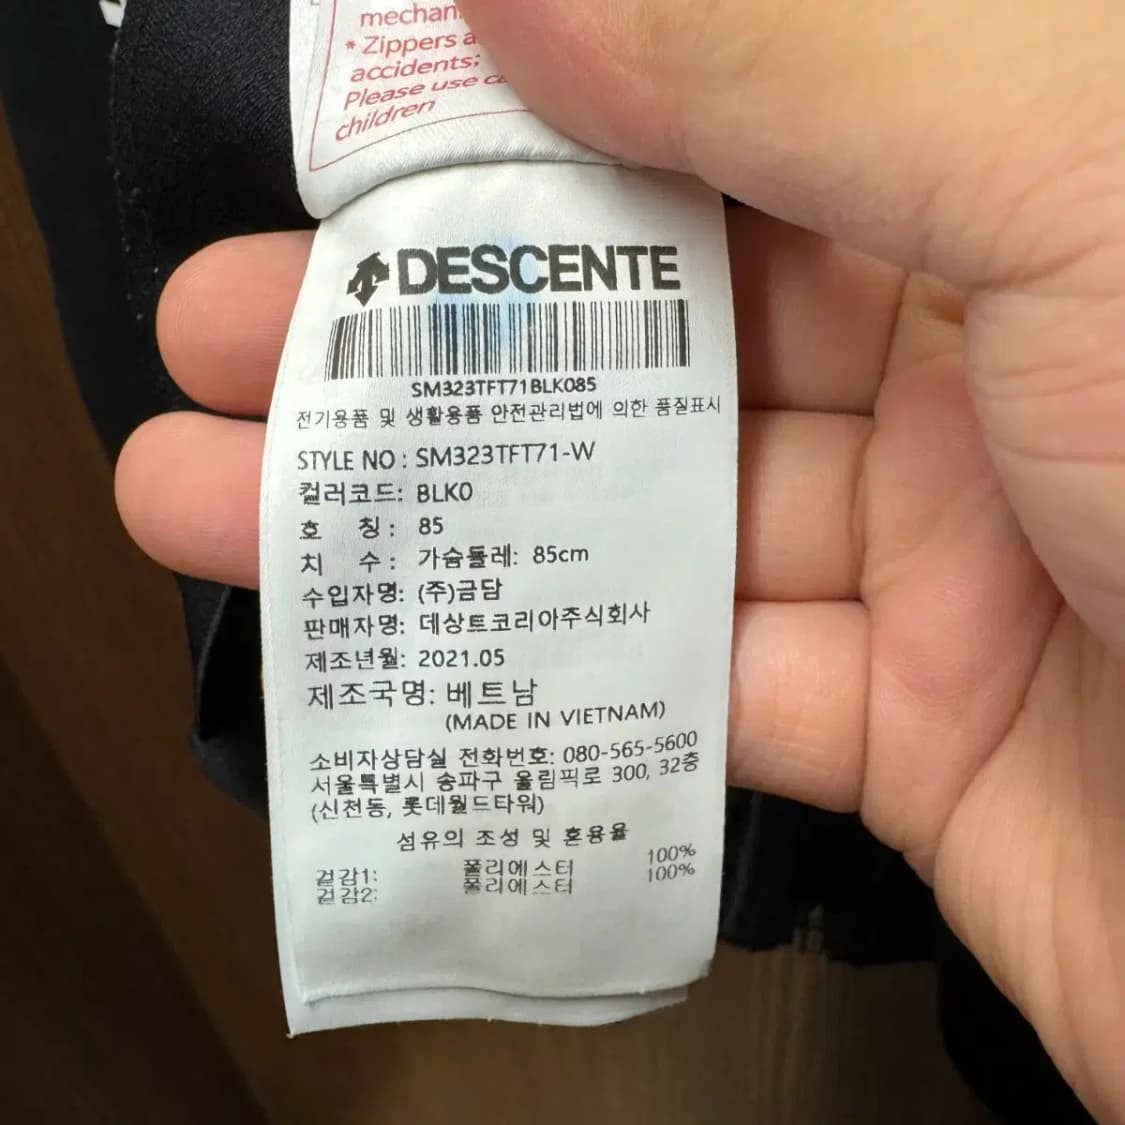 mechan
* Zippers a
accidents;
Please use ca
children
DESCENTE
SM323TFT71BLK085
전기용품 및 생활용품 안전관리법에 의한 품질표시
STYLE NO : SM323TFT71-W
컬러코드: BLK0
호 칭 : 85
치 수 : 가슴둘레: 85cm
수입자명: (주)금담
판매자명: 데상트코리아주식회사
제조년월: 2021.05
제조국명: 베트남
(MADE IN VIETNAM)
소비자상담실 전화번호: 080-565-5600
서울특별시 송파구 올림픽로 300, 32층
(신천동, 롯데월드타워)
섬유의 조성 및 혼용율
겉감1: 폴리에스터 100%
겉감2: 폴리에스터 100%